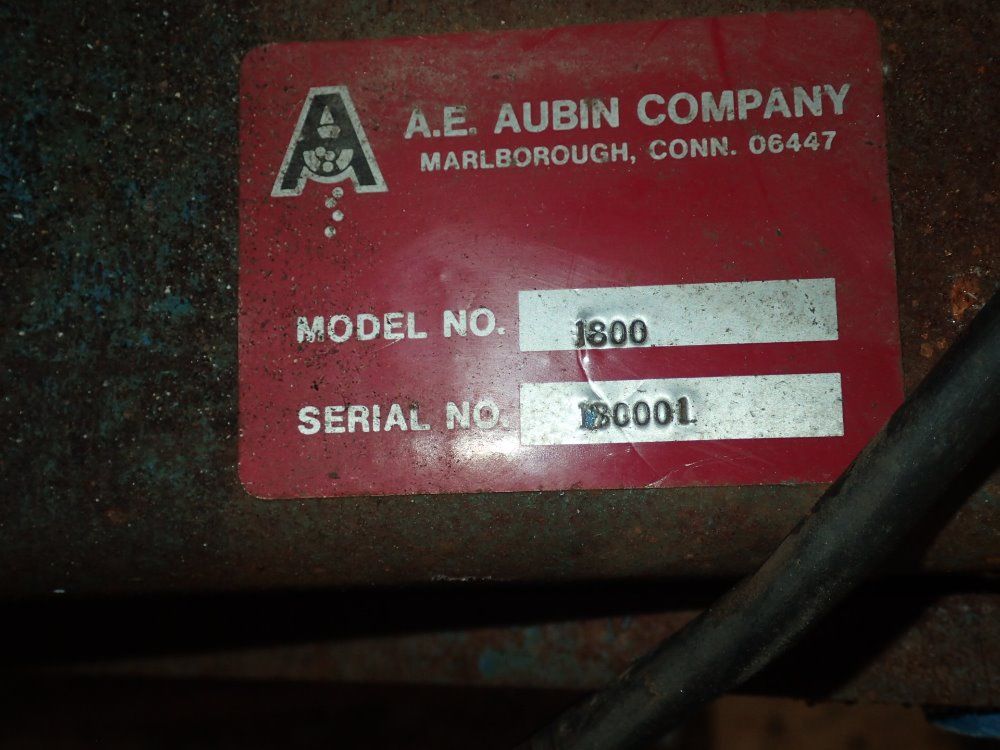 A.E. AUBIN COMPANY
MARLBOROUGH, CONN. 06447
MODEL NO. 1800
SERIAL NO. 180001